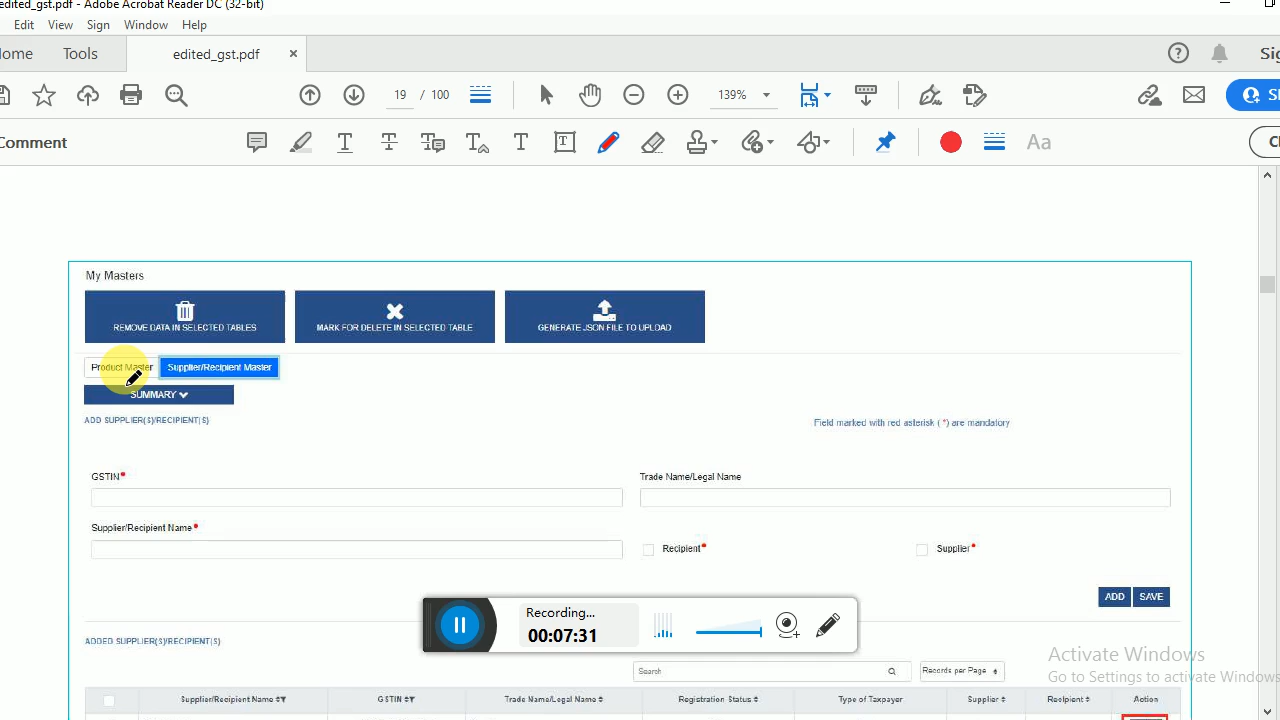 edited_gst.pdf - Adobe Acrobat Reader DC (32-bit)
Edit View Sign Window Help
Home Tools edited_gst.pdf ×
19 / 100 139%
Comment
My Masters
REMOVE DATA IN SELECTED TABLES
MARK FOR DELETE IN SELECTED TABLE
GENERATE JSON FILE TO UPLOAD
Product Master Supplier/Recipient Master
SUMMARY
ADD SUPPLIER(S)/RECIPIENT(S)
Field marked with red asterisk (*) are mandatory
GSTIN*
Trade Name/Legal Name
Supplier/Recipient Name*
Recipient*
Supplier*
ADD SAVE
Recording...
00:07:31
ADDED SUPPLIER(S)/RECIPIENT(S)
Activate Windows
Go to Settings to activate Windows
Search Records per Page
Supplier/Recipient Name GSTIN Trade Name/Legal Name Registration Status Type of Taxpayer Supplier Recipient Action